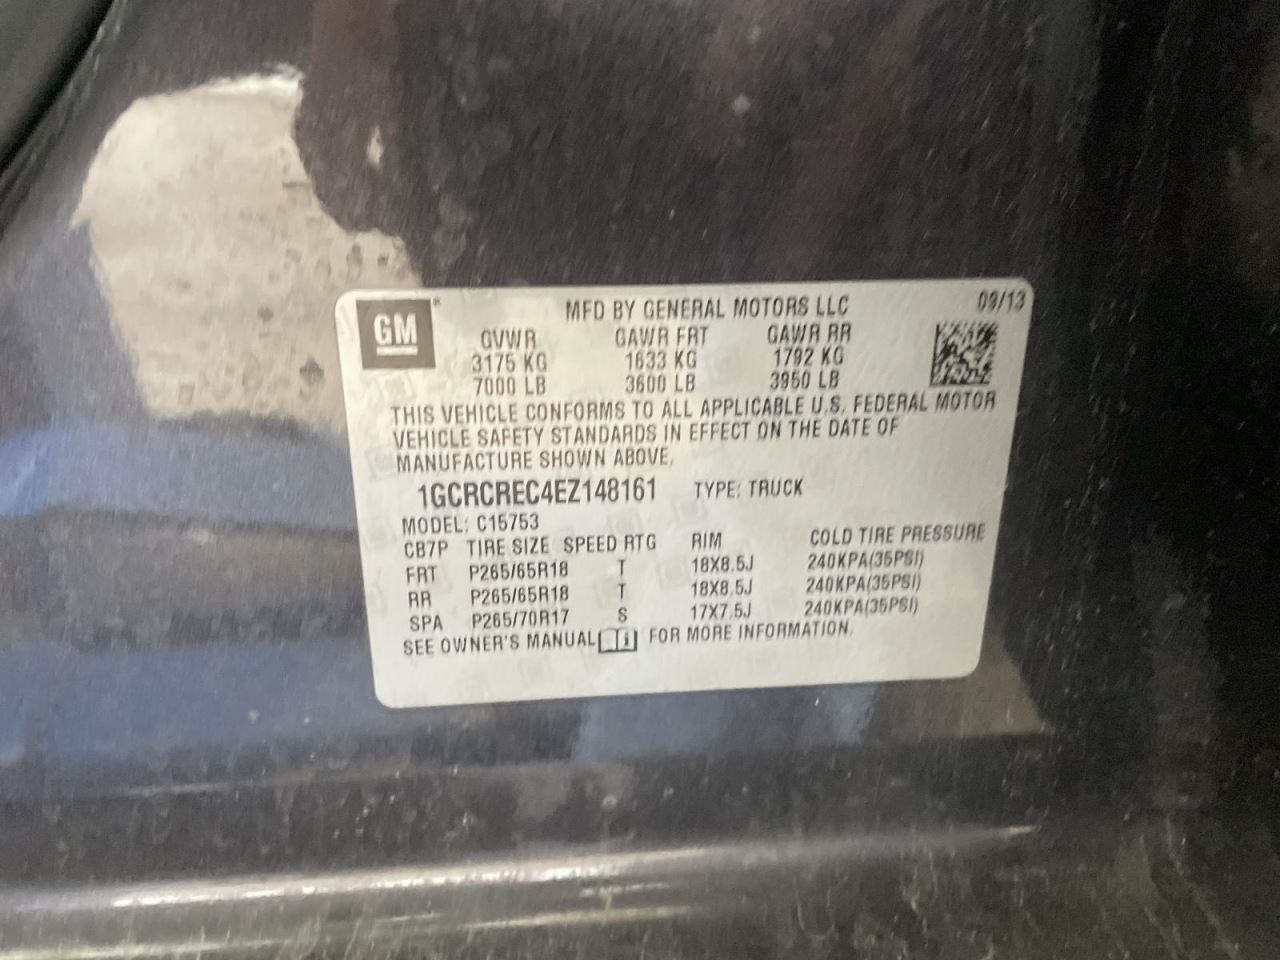 GM
MFD BY GENERAL MOTORS LLC 09/13
GVWR GAWR FRT GAWR RR
3175 KG 1633 KG 1792 KG
7000 LB 3600 LB 3950 LB
THIS VEHICLE CONFORMS TO ALL APPLICABLE U.S. FEDERAL MOTOR
VEHICLE SAFETY STANDARDS IN EFFECT ON THE DATE OF
MANUFACTURE SHOWN ABOVE.
1GCRCREC4EZ148161 TYPE: TRUCK
MODEL: C15753
CB7P TIRE SIZE SPEED RTG RIM COLD TIRE PRESSURE
FRT P265/65R18 T 18X8.5J 240KPA(35PSI)
RR P265/65R18 T 18X8.5J 240KPA(35PSI)
SPA P265/70R17 S 17X7.5J 240KPA(35PSI)
SEE OWNER'S MANUAL FOR MORE INFORMATION.